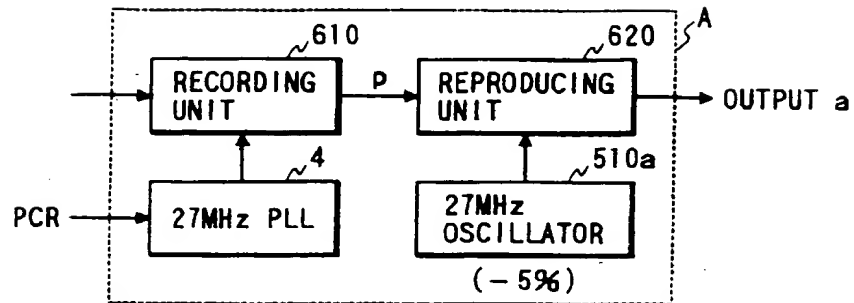 A
610
620
RECORDING
UNIT
P
REPRODUCING
UNIT
OUTPUT a
4
510a
PCR
27MHz PLL
27MHz
OSCILLATOR
(-5%)